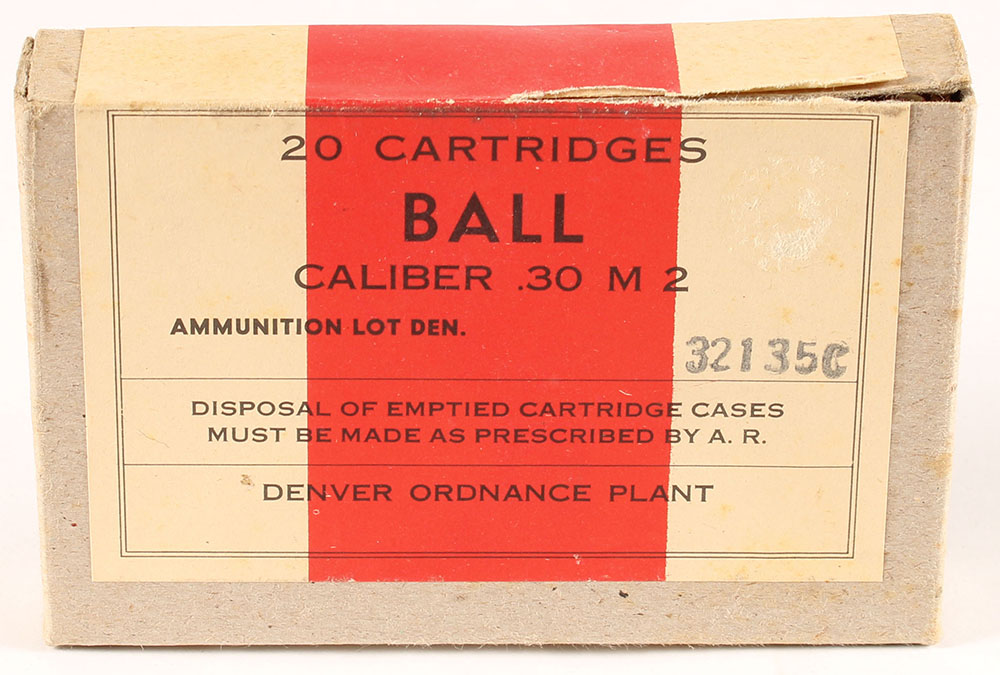 20 CARTRIDGES
BALL
CALIBER .30 M 2
AMMUNITION LOT DEN.
32135C
DISPOSAL OF EMPTIED CARTRIDGE CASES
MUST BE MADE AS PRESCRIBED BY A. R.
DENVER ORDNANCE PLANT